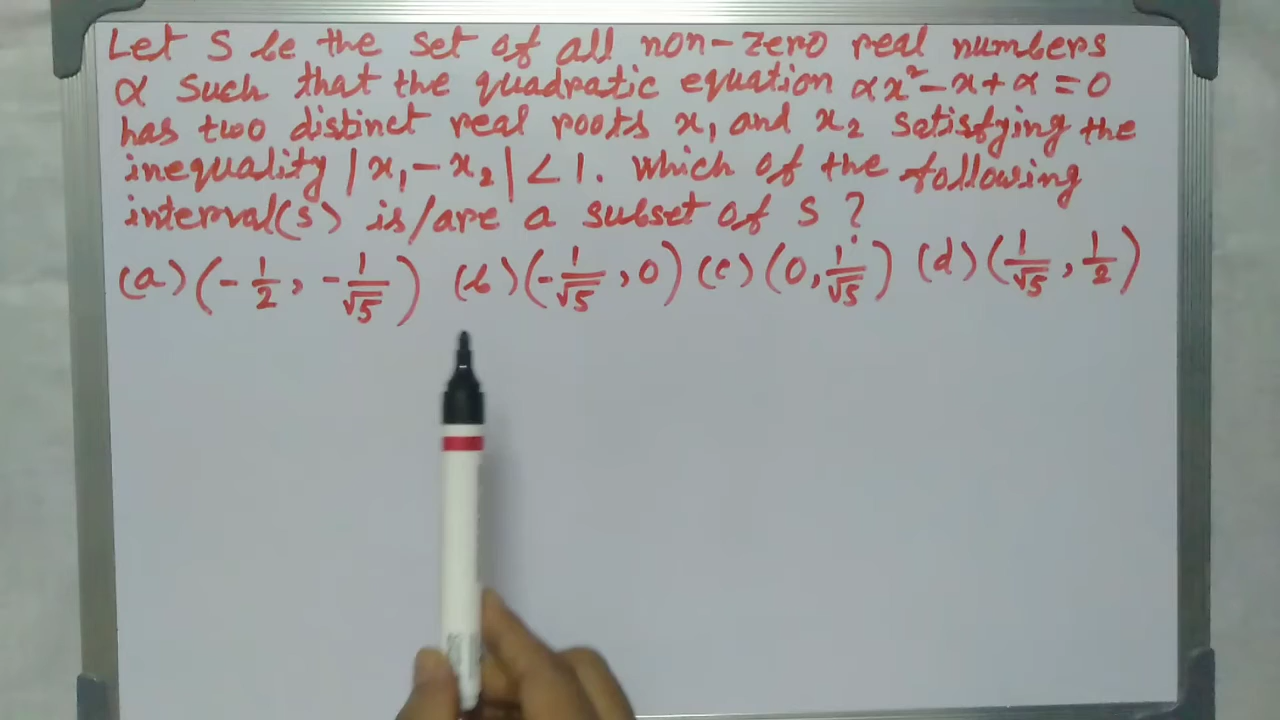 Let S be the set of all non-zero real numbers
α such that the quadratic equation αx² - x + α = 0
has two distinct real roots x₁ and x₂ satisfying the
inequality |x₁ - x₂| < 1. Which of the following
interval(s) is/are a subset of S ?
(a) (-1/2, -1/√5) (b) (-1/√5, 0) (c) (0, 1/√5) (d) (1/√5, 1/2)